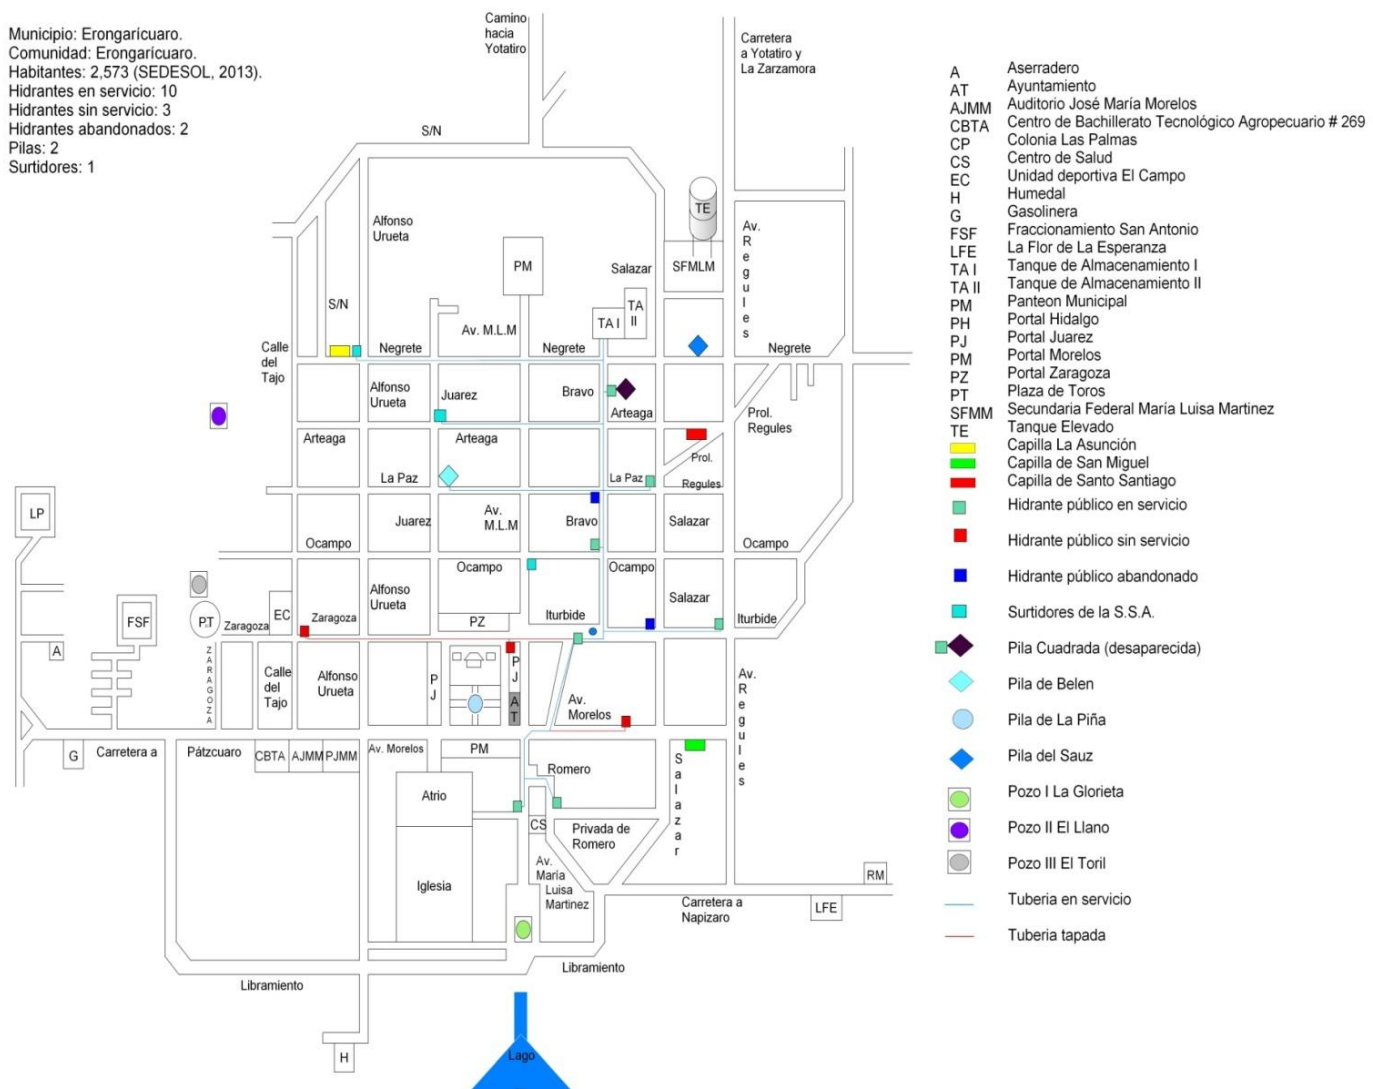 Municipio: Erongarícuaro.
Comunidad: Erongarícuaro.
Habitantes: 2,573 (SEDESOL, 2013).
Hidrantes en servicio: 10
Hidrantes sin servicio: 3
Hidrantes abandonados: 2
Pilas: 2
Surtidores: 1
Camino
hacia
Yotatiro
Carretera
a Yotatiro y
La Zarzamora
S/N
TE
Alfonso
Urueta
PM
Salazar
SFMLM
Av.
Regules
S/N
TA
II
TA I
Av. M.L.M
Calle
del
Tajo
Negrete
Negrete
Negrete
Alfonso
Urueta
Juarez
Bravo
Arteaga
Prol.
Regules
Arteaga
Arteaga
La Paz
La Paz
Prol.
Regules
LP
Juarez
Av.
M.L.M
Bravo
Salazar
Ocampo
Ocampo
Ocampo
Ocampo
Alfonso
Urueta
Salazar
FSF
P.T
Zaragoza
EC
Zaragoza
PZ
Iturbide
Iturbide
A
ZARAGOZA
Calle
del
Tajo
Alfonso
Urueta
PJ
PJ
AT
Av.
Morelos
Av.
Regules
G
Carretera a
Pátzcuaro
CBTA
AJMM
PJMM
Av. Morelos
PM
Romero
Salazar
Atrio
CS
Privada de
Romero
Iglesia
Av.
María
Luisa
Martinez
RM
Carretera a
Napizaro
LFE
Libramiento
Libramiento
H
Lago
A Aserradero
AT Ayuntamiento
AJMM Auditorio José María Morelos
CBTA Centro de Bachillerato Tecnológico Agropecuario # 269
CP Colonia Las Palmas
CS Centro de Salud
EC Unidad deportiva El Campo
H Humedal
G Gasolinera
FSF Fraccionamiento San Antonio
LFE La Flor de La Esperanza
TA I Tanque de Almacenamiento I
TA II Tanque de Almacenamiento II
PM Panteon Municipal
PH Portal Hidalgo
PJ Portal Juarez
PM Portal Morelos
PZ Portal Zaragoza
PT Plaza de Toros
SFMM Secundaria Federal María Luisa Martinez
TE Tanque Elevado
Capilla La Asunción
Capilla de San Miguel
Capilla de Santo Santiago
Hidrante público en servicio
Hidrante público sin servicio
Hidrante público abandonado
Surtidores de la S.S.A.
Pila Cuadrada (desaparecida)
Pila de Belen
Pila de La Piña
Pila del Sauz
Pozo I La Glorieta
Pozo II El Llano
Pozo III El Toril
Tuberia en servicio
Tuberia tapada